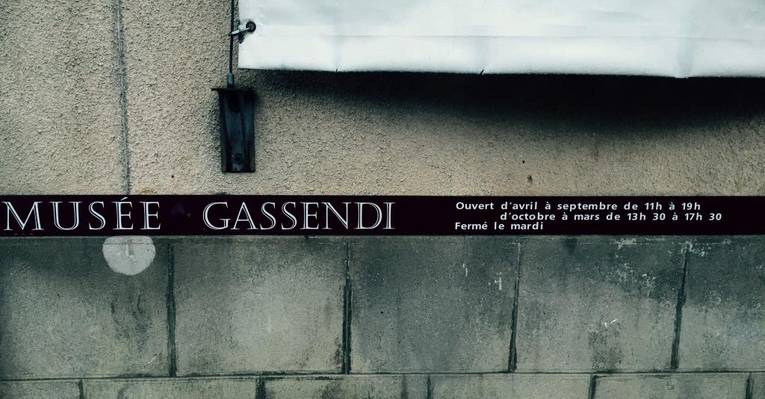 MUSÉE GASSENDI
Ouvert d'avril à septembre de 11h à 19h
d'octobre à mars de 13h 30 à 17h 30
Fermé le mardi